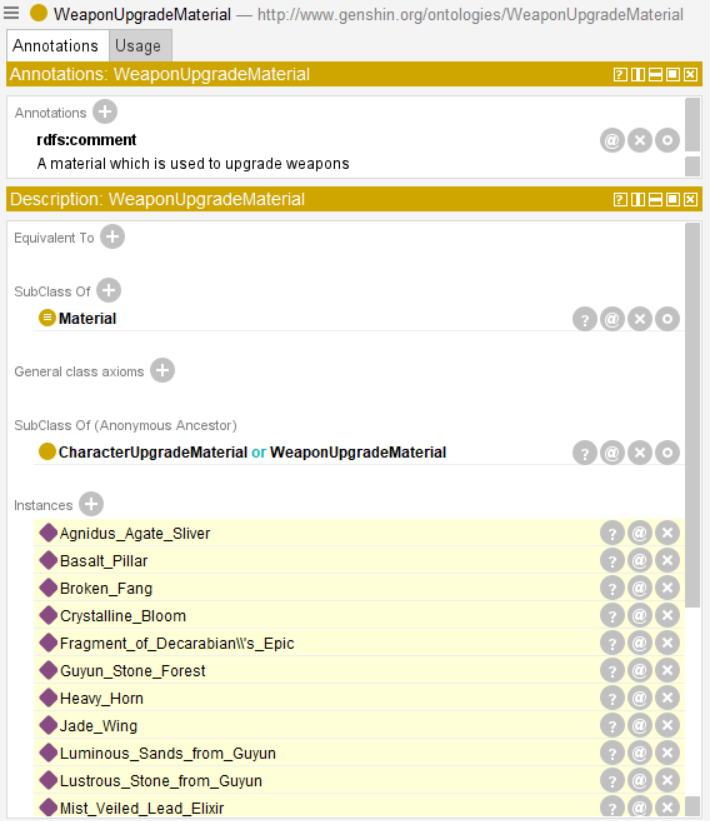 WeaponUpgradeMaterial — http://www.genshin.org/ontologies/WeaponUpgradeMaterial
Annotations Usage
Annotations: WeaponUpgradeMaterial
Annotations
rdfs:comment
A material which is used to upgrade weapons
Description: WeaponUpgradeMaterial
Equivalent To
SubClass Of
Material
General class axioms
SubClass Of (Anonymous Ancestor)
CharacterUpgradeMaterial or WeaponUpgradeMaterial
Instances
Agnidus_Agate_Sliver
Basalt_Pillar
Broken_Fang
Crystalline_Bloom
Fragment_of_Decarabian\\'s_Epic
Guyun_Stone_Forest
Heavy_Horn
Jade_Wing
Luminous_Sands_from_Guyun
Lustrous_Stone_from_Guyun
Mist_Veiled_Lead_Elixir